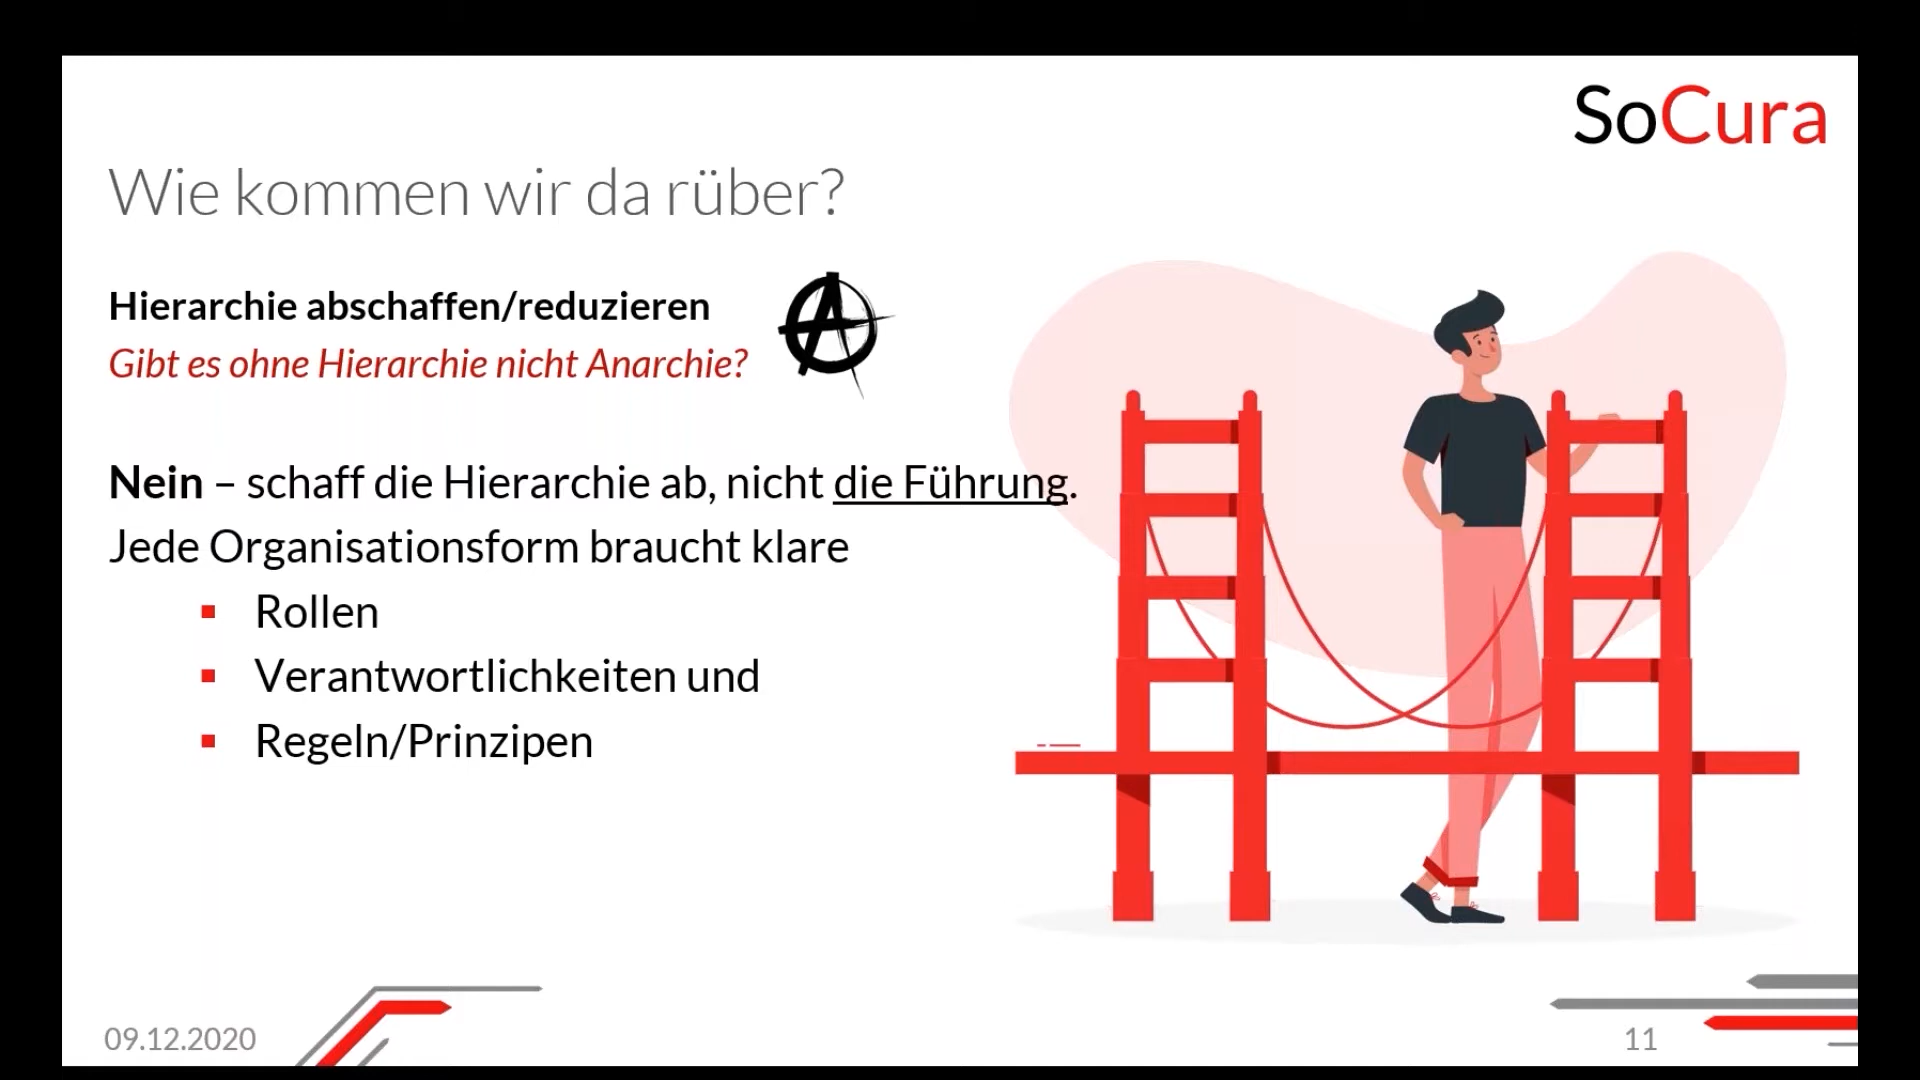 SoCura
Wie kommen wir da rüber?
Hierarchie abschaffen/reduzieren
Gibt es ohne Hierarchie nicht Anarchie?
Nein – schaff die Hierarchie ab, nicht die Führung.
Jede Organisationsform braucht klare
▪ Rollen
▪ Verantwortlichkeiten und
▪ Regeln/Prinzipen
09.12.2020
11